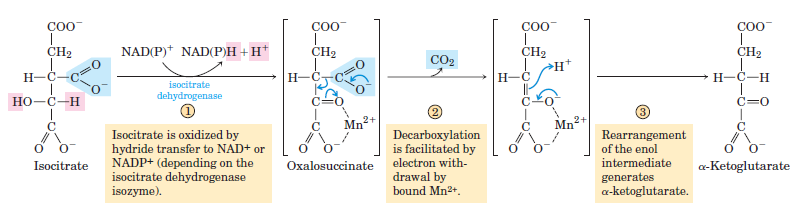 COO⁻
CH₂
H–C–C
O
O⁻
HO–C–H
C
O O⁻
Isocitrate
NAD(P)⁺ NAD(P)H + H⁺
isocitrate
dehydrogenase
①
Isocitrate is oxidized by
hydride transfer to NAD+ or
NADP+ (depending on the
isocitrate dehydrogenase
isozyme).
COO⁻
CH₂
H–C–C
O
O⁻
C=O
Mn²⁺
C
O O⁻
Oxalosuccinate
CO₂
②
Decarboxylation
is facilitated by
electron with-
drawal by
bound Mn²⁺.
COO⁻
CH₂
H⁺
H–C
C–O⁻
Mn²⁺
C
O O⁻
③
Rearrangement
of the enol
intermediate
generates
α-ketoglutarate.
COO⁻
CH₂
H–C–H
C=O
C
O O⁻
α-Ketoglutarate